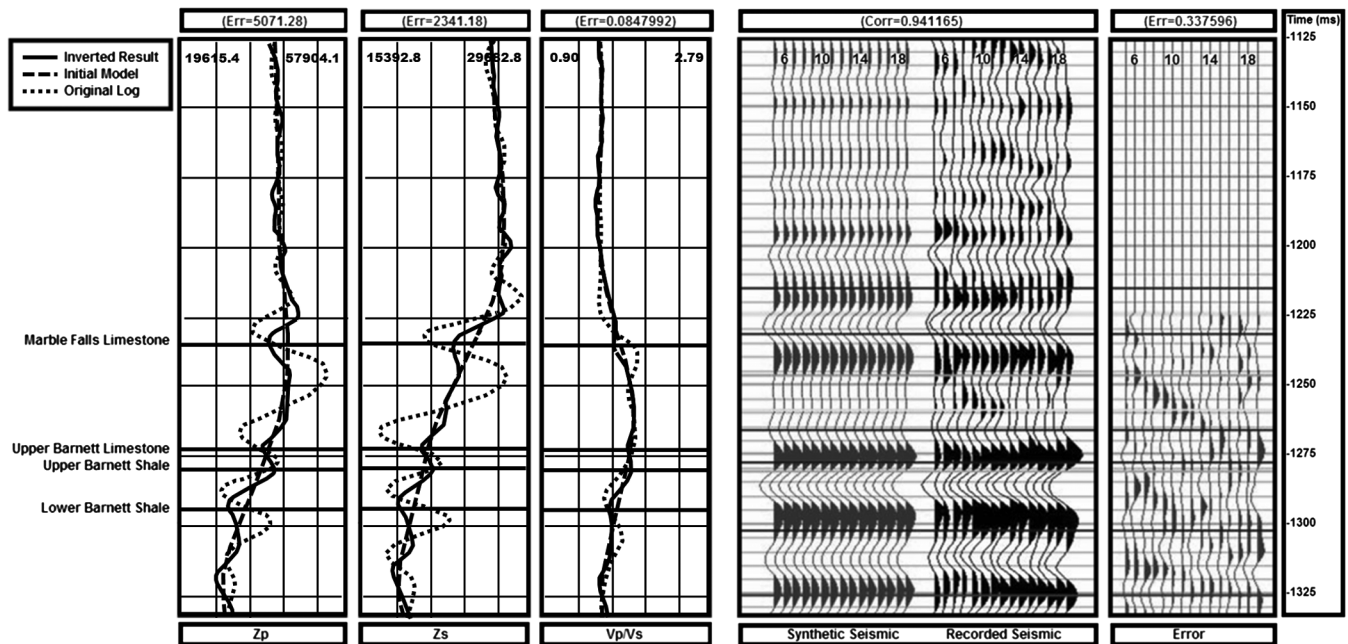 (Err=5071.28)
(Err=2341.18)
(Err=0.0847992)
(Corr=0.941165)
(Err=0.337596)
Time (ms)
Inverted Result
Initial Model
Original Log
19615.4 57904.1
15392.8
0.90 2.79
6 10 14 18
6 10 14 18
6 10 14 18
-1125
-1150
-1175
-1200
-1225
-1250
-1275
-1300
-1325
Marble Falls Limestone
Upper Barnett Limestone
Upper Barnett Shale
Lower Barnett Shale
Zp
Zs
Vp/Vs
Synthetic Seismic
Recorded Seismic
Error